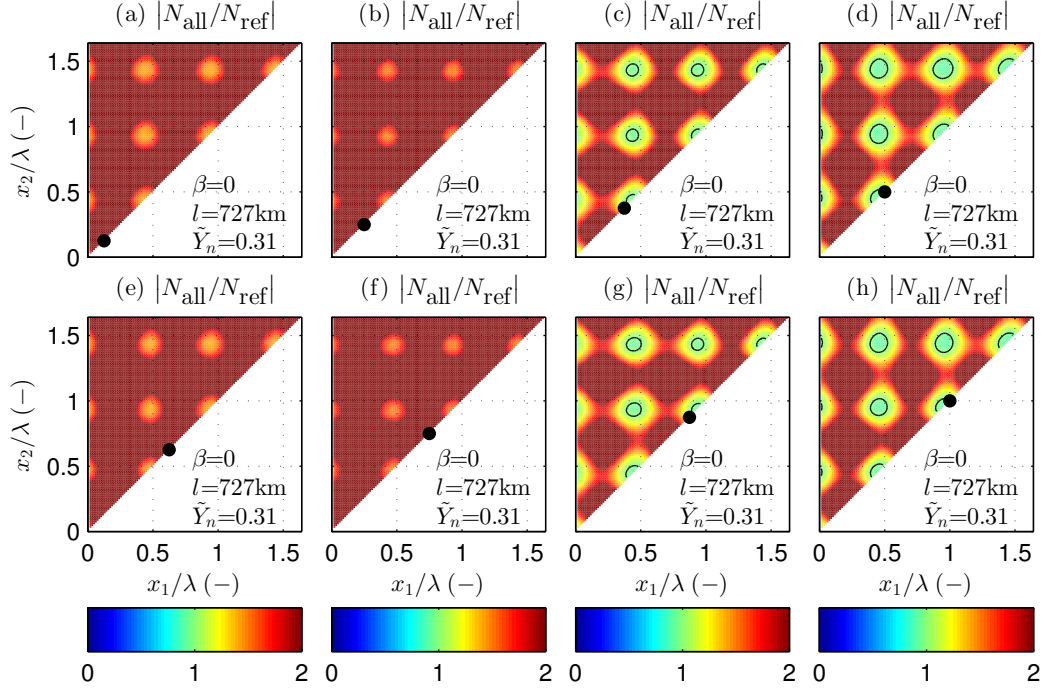 (a) |N_all/N_ref|
(b) |N_all/N_ref|
(c) |N_all/N_ref|
(d) |N_all/N_ref|
x_2/λ (−)
1.5
1
0.5
0
β=0
l=727km
Ỹ_n=0.31
β=0
l=727km
Ỹ_n=0.31
β=0
l=727km
Ỹ_n=0.31
β=0
l=727km
Ỹ_n=0.31
(e) |N_all/N_ref|
(f) |N_all/N_ref|
(g) |N_all/N_ref|
(h) |N_all/N_ref|
x_2/λ (−)
1.5
1
0.5
0
β=0
l=727km
Ỹ_n=0.31
β=0
l=727km
Ỹ_n=0.31
β=0
l=727km
Ỹ_n=0.31
β=0
l=727km
Ỹ_n=0.31
0 0.5 1 1.5
0 0.5 1 1.5
0 0.5 1 1.5
0 0.5 1 1.5
x_1/λ (−)
x_1/λ (−)
x_1/λ (−)
x_1/λ (−)
0 1 2
0 1 2
0 1 2
0 1 2